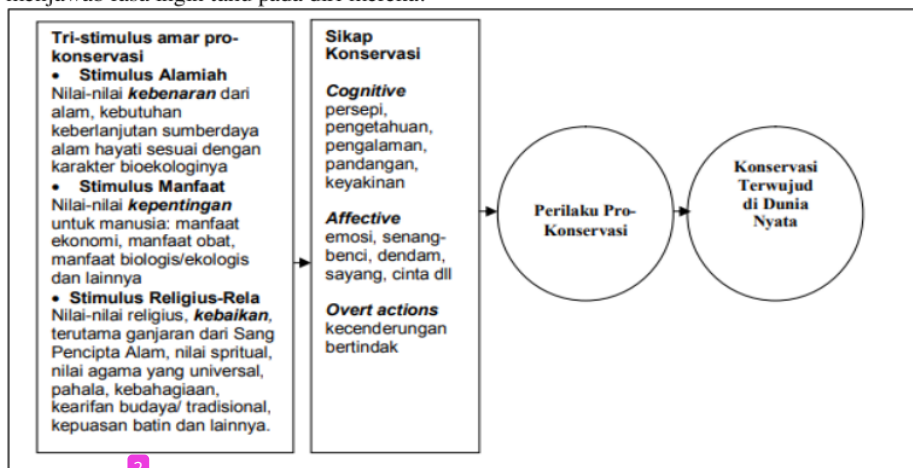 Tri-stimulus amar pro-
konservasi
• Stimulus Alamiah
Nilai-nilai kebenaran dari
alam, kebutuhan
keberlanjutan sumberdaya
alam hayati sesuai dengan
karakter bioekologinya
• Stimulus Manfaat
Nilai-nilai kepentingan
untuk manusia: manfaat
ekonomi, manfaat obat,
manfaat biologis/ekologis
dan lainnya
• Stimulus Religius-Rela
Nilai-nilai religius, kebaikan,
terutama ganjaran dari Sang
Pencipta Alam, nilai spritual,
nilai agama yang universal,
pahala, kebahagiaan,
kearifan budaya/ tradisional,
kepuasan batin dan lainnya.
Sikap
Konservasi
Cognitive
persepi,
pengetahuan,
pengalaman,
pandangan,
keyakinan
Affective
emosi, senang-
benci, dendam,
sayang, cinta dll
Overt actions
kecenderungan
bertindak
Perilaku Pro-
Konservasi
Konservasi
Terwujud
di Dunia
Nyata